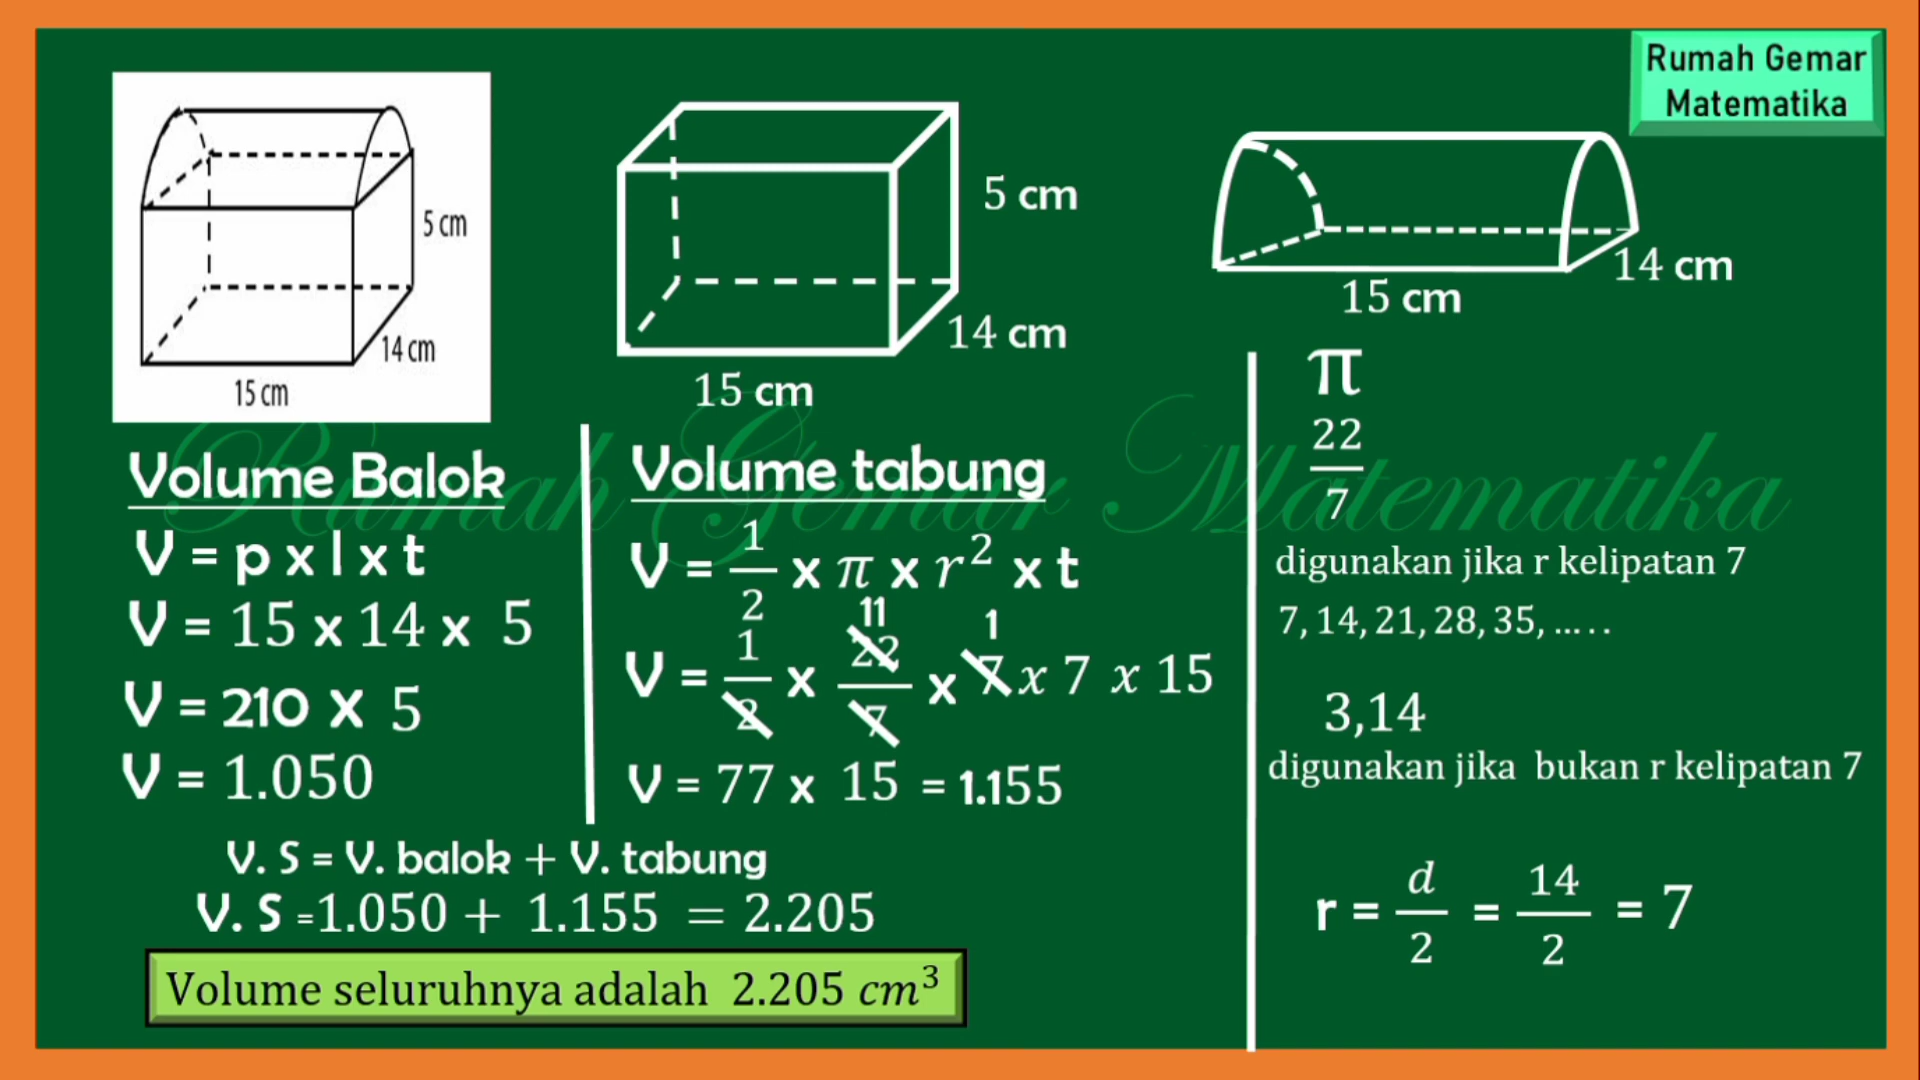 Rumah Gemar
Matematika
5 cm
14 cm
15 cm
5 cm
14 cm
15 cm
14 cm
15 cm
Rumah Gemar Matematika
Volume Balok
V = p x l x t
V = 15 x 14 x 5
V = 210 X 5
V = 1.050
Volume tabung
V = 1/2 x π x r² x t
11 1
V = 1/2 x 22/7 x 7 x 7 x 15
V = 77 x 15 = 1.155
V. S = V. balok + V. tabung
V. S =1.050 + 1.155 = 2.205
Volume seluruhnya adalah 2.205 cm³
π
22/7
digunakan jika r kelipatan 7
7, 14, 21, 28, 35, .....
3,14
digunakan jika bukan r kelipatan 7
r = d/2 = 14/2 = 7